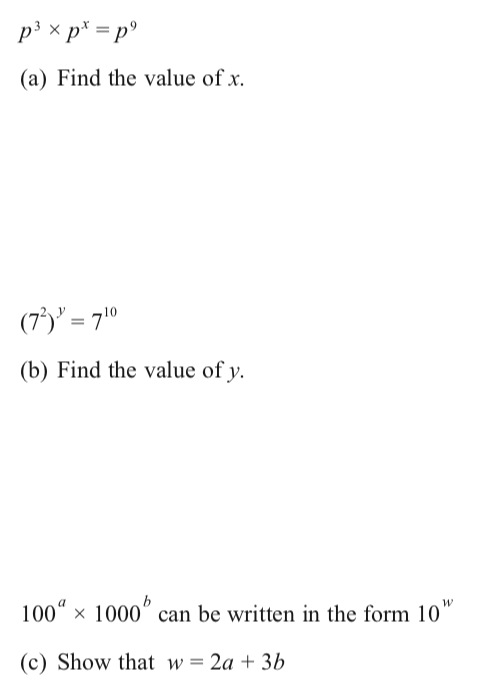 p³ × pˣ = p⁹
(a) Find the value of x.
(7²)ʸ = 7¹⁰
(b) Find the value of y.
100ᵃ × 1000ᵇ can be written in the form 10ʷ
(c) Show that w = 2a + 3b